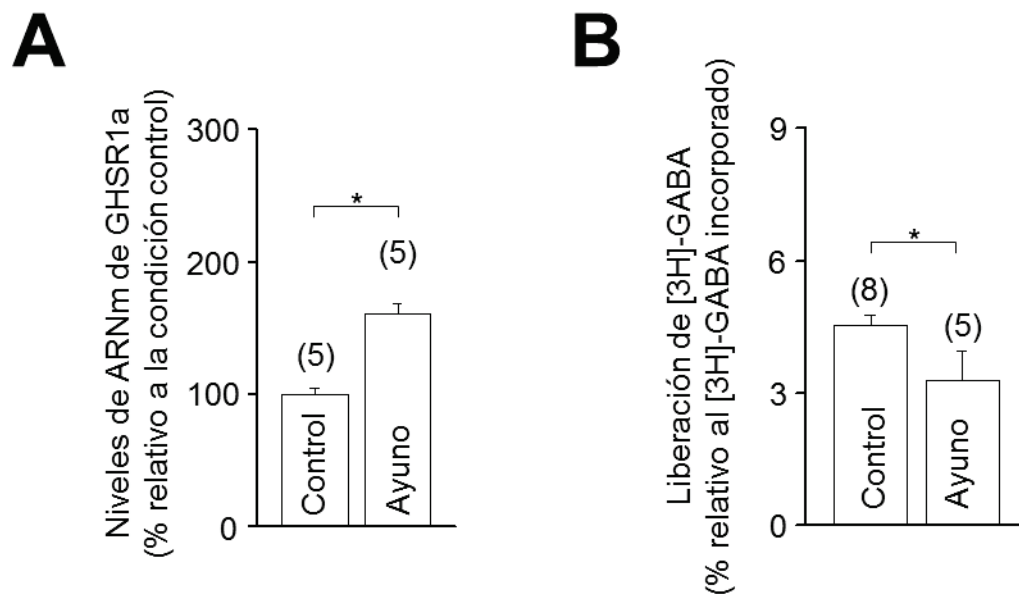 A
Niveles de ARNm de GHSR1a
(% relativo a la condición control)
300
200
100
0
*
(5)
(5)
Control
Ayuno
B
Liberación de [3H]-GABA
(% relativo al [3H]-GABA incorporado)
9
6
3
0
*
(8)
(5)
Control
Ayuno